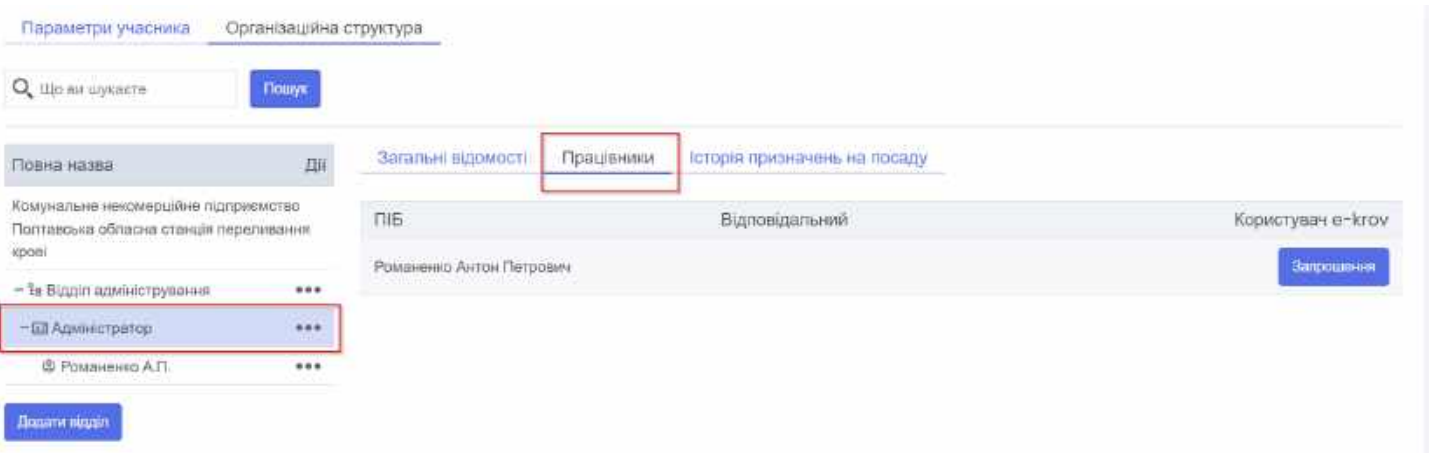 Параметри учасника Організаційна структура
Що ви шукаєте Пошук
Повна назва Дії
Комунальне некомерційне підприємство
Полтавська обласна станція переливання
крові
Відділ адміністрування
Адміністратор
Романенко А.П.
Додати відділ
Загальні відомості Працівники Історія призначень на посаду
ПІБ Відповідальний Користувач e-krov
Романенко Антон Петрович Запрошення